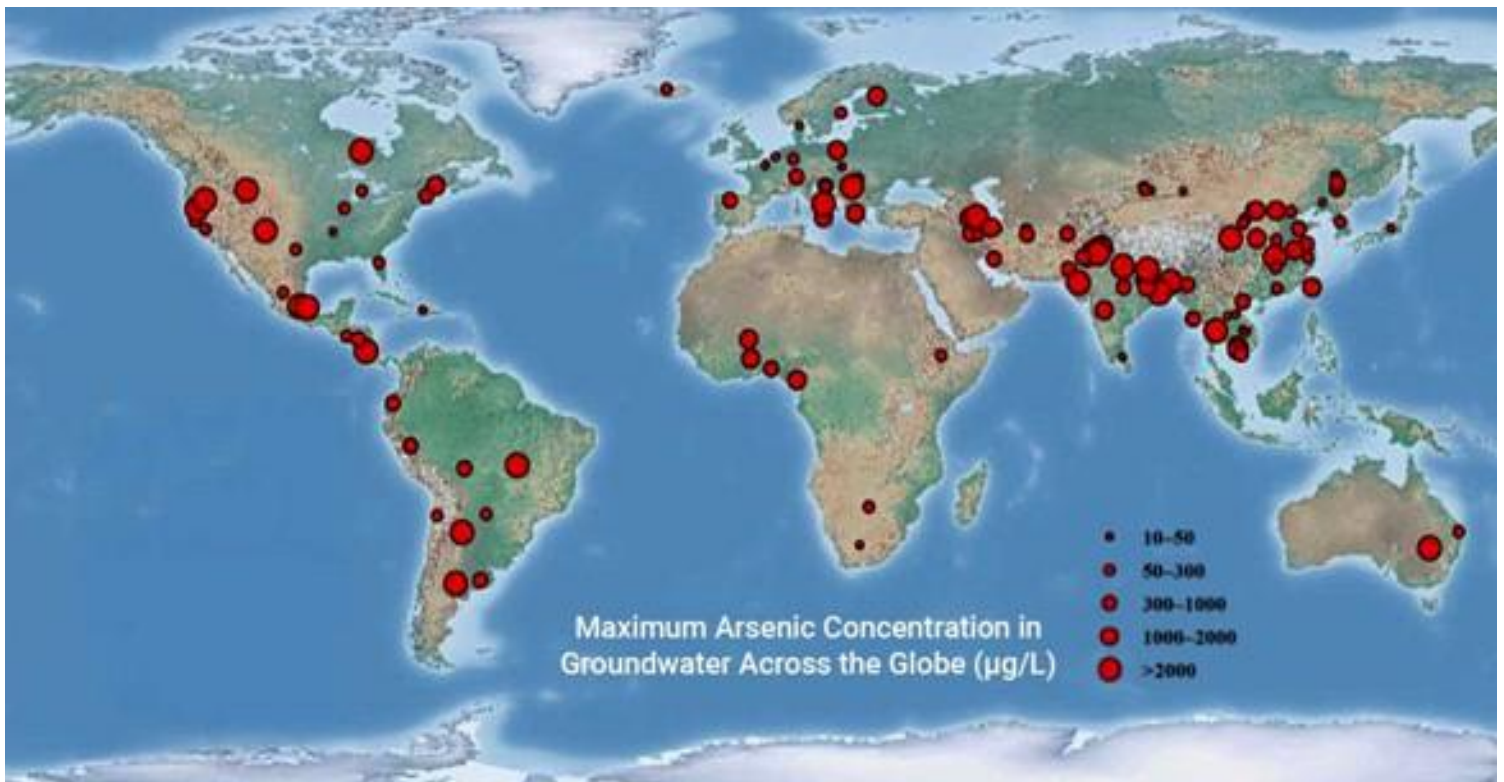 10–50
50–300
300–1000
1000–2000
>2000
Maximum Arsenic Concentration in
Groundwater Across the Globe (µg/L)